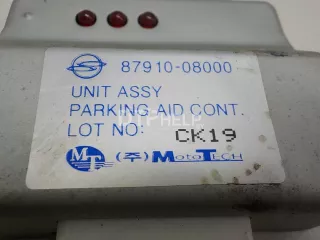 87910-08000
UNIT ASSY
PARKING AID CONT.
LOT NO: CK19
MT (주) MOTOTECH